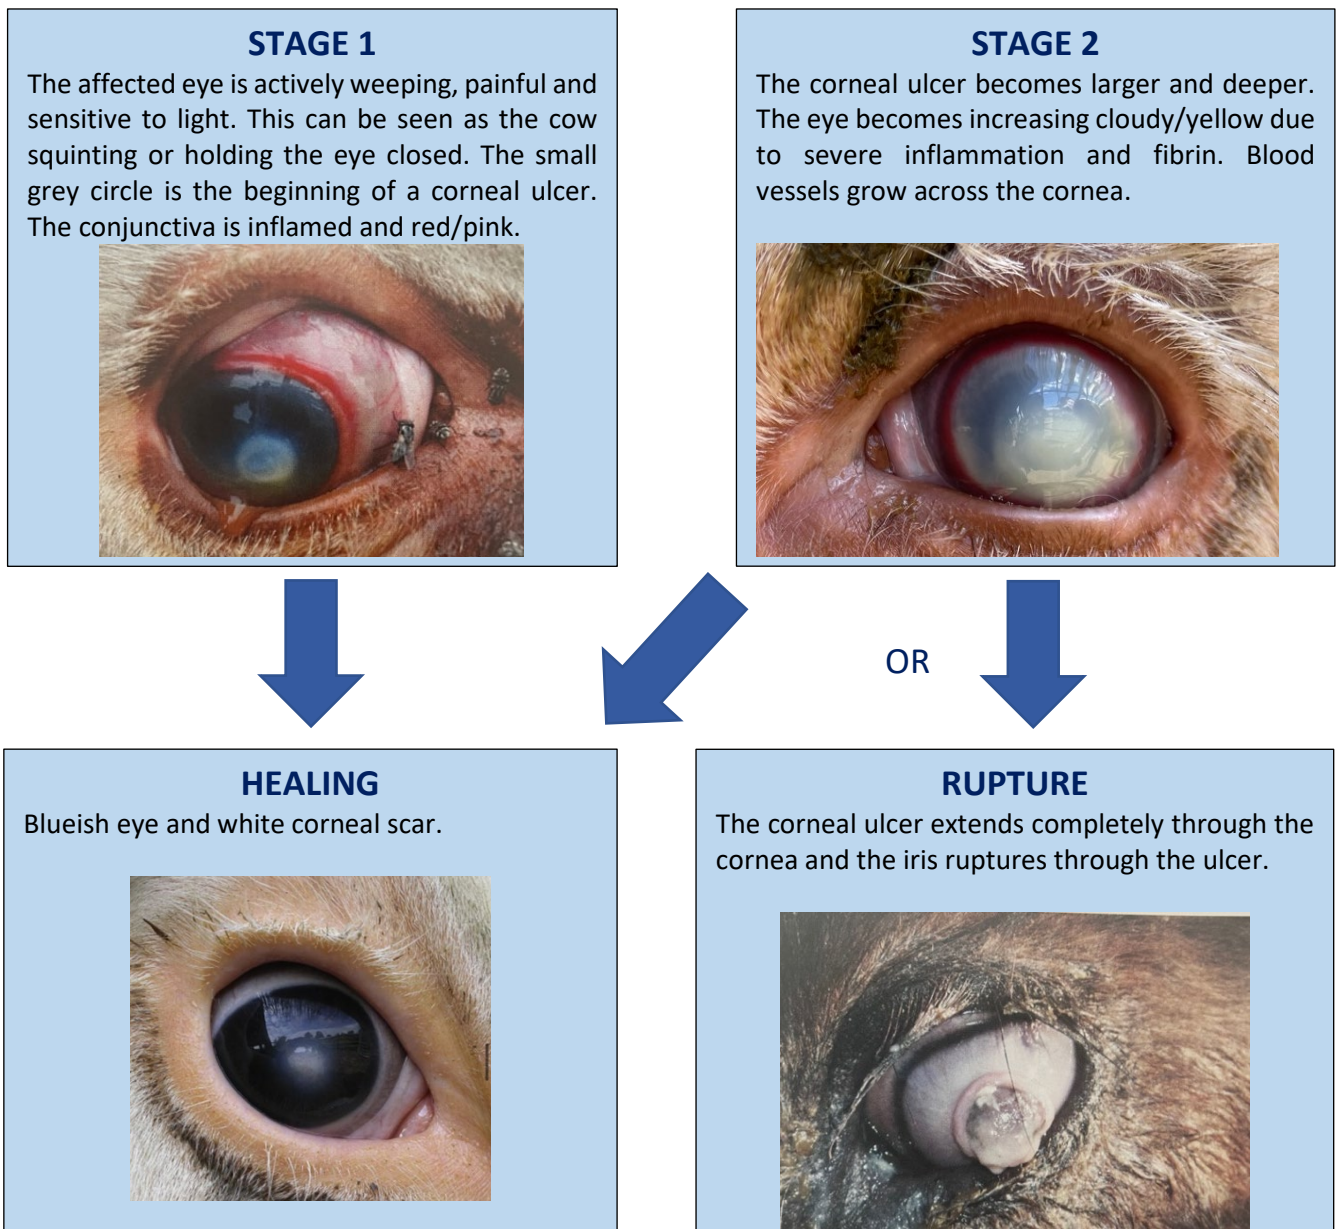 STAGE 1
The affected eye is actively weeping, painful and
sensitive to light. This can be seen as the cow
squinting or holding the eye closed. The small
grey circle is the beginning of a corneal ulcer.
The conjunctiva is inflamed and red/pink.
STAGE 2
The corneal ulcer becomes larger and deeper.
The eye becomes increasing cloudy/yellow due
to severe inflammation and fibrin. Blood
vessels grow across the cornea.
OR
HEALING
Blueish eye and white corneal scar.
RUPTURE
The corneal ulcer extends completely through the
cornea and the iris ruptures through the ulcer.